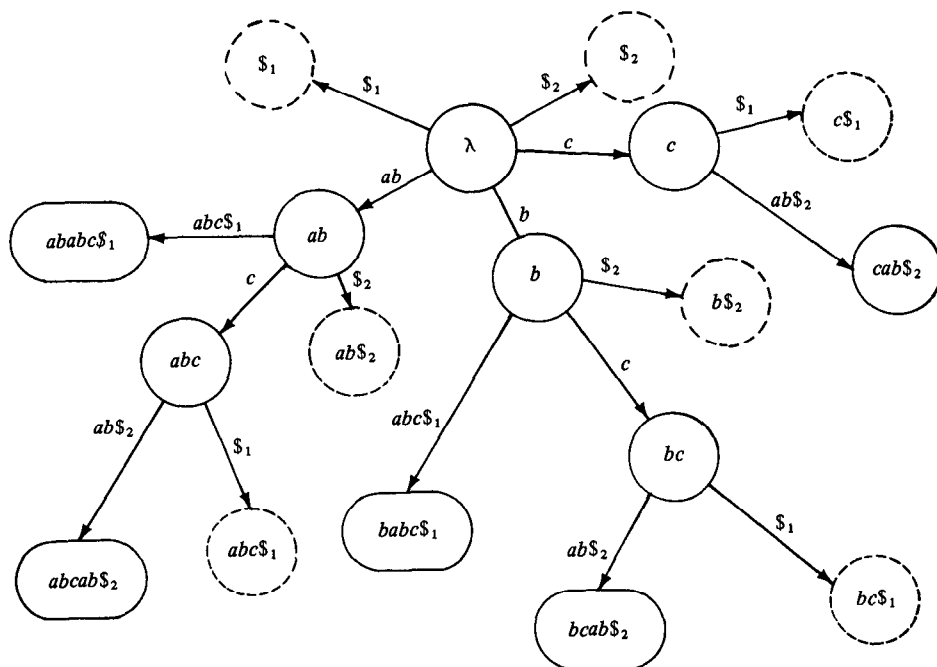 $₁
$₂
$₁
$₂
$₁
c$₁
λ
c
c
ab
b
ab$₂
ababc$₁
abc$₁
ab
c
$₂
b
$₂
b$₂
cab$₂
abc
ab$₂
c
ab$₂
$₁
abc$₁
bc
abcab$₂
abc$₁
babc$₁
ab$₂
$₁
bcab$₂
bc$₁